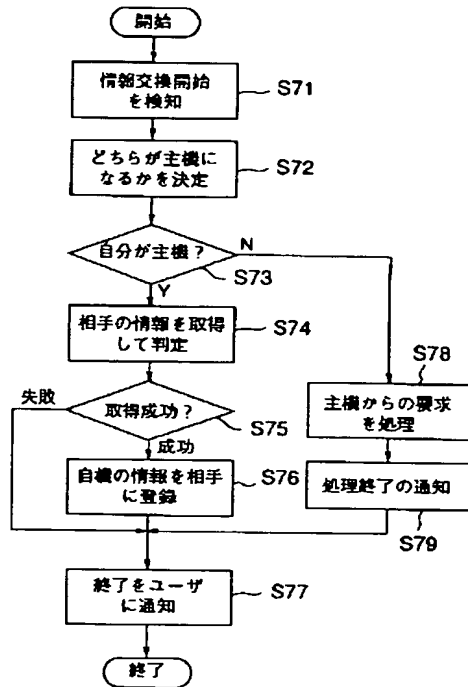 開始
情報交換開始
を検知
S71
どちらが主機に
なるかを決定
S72
自分が主機？
N
S73
Y
相手の情報を取得
して判定
S74
失敗
取得成功？
S75
成功
自機の情報を相手
に登録
S76
S78
主機からの要求
を処理
処理終了の通知
S79
終了をユーザ
に通知
S77
終了